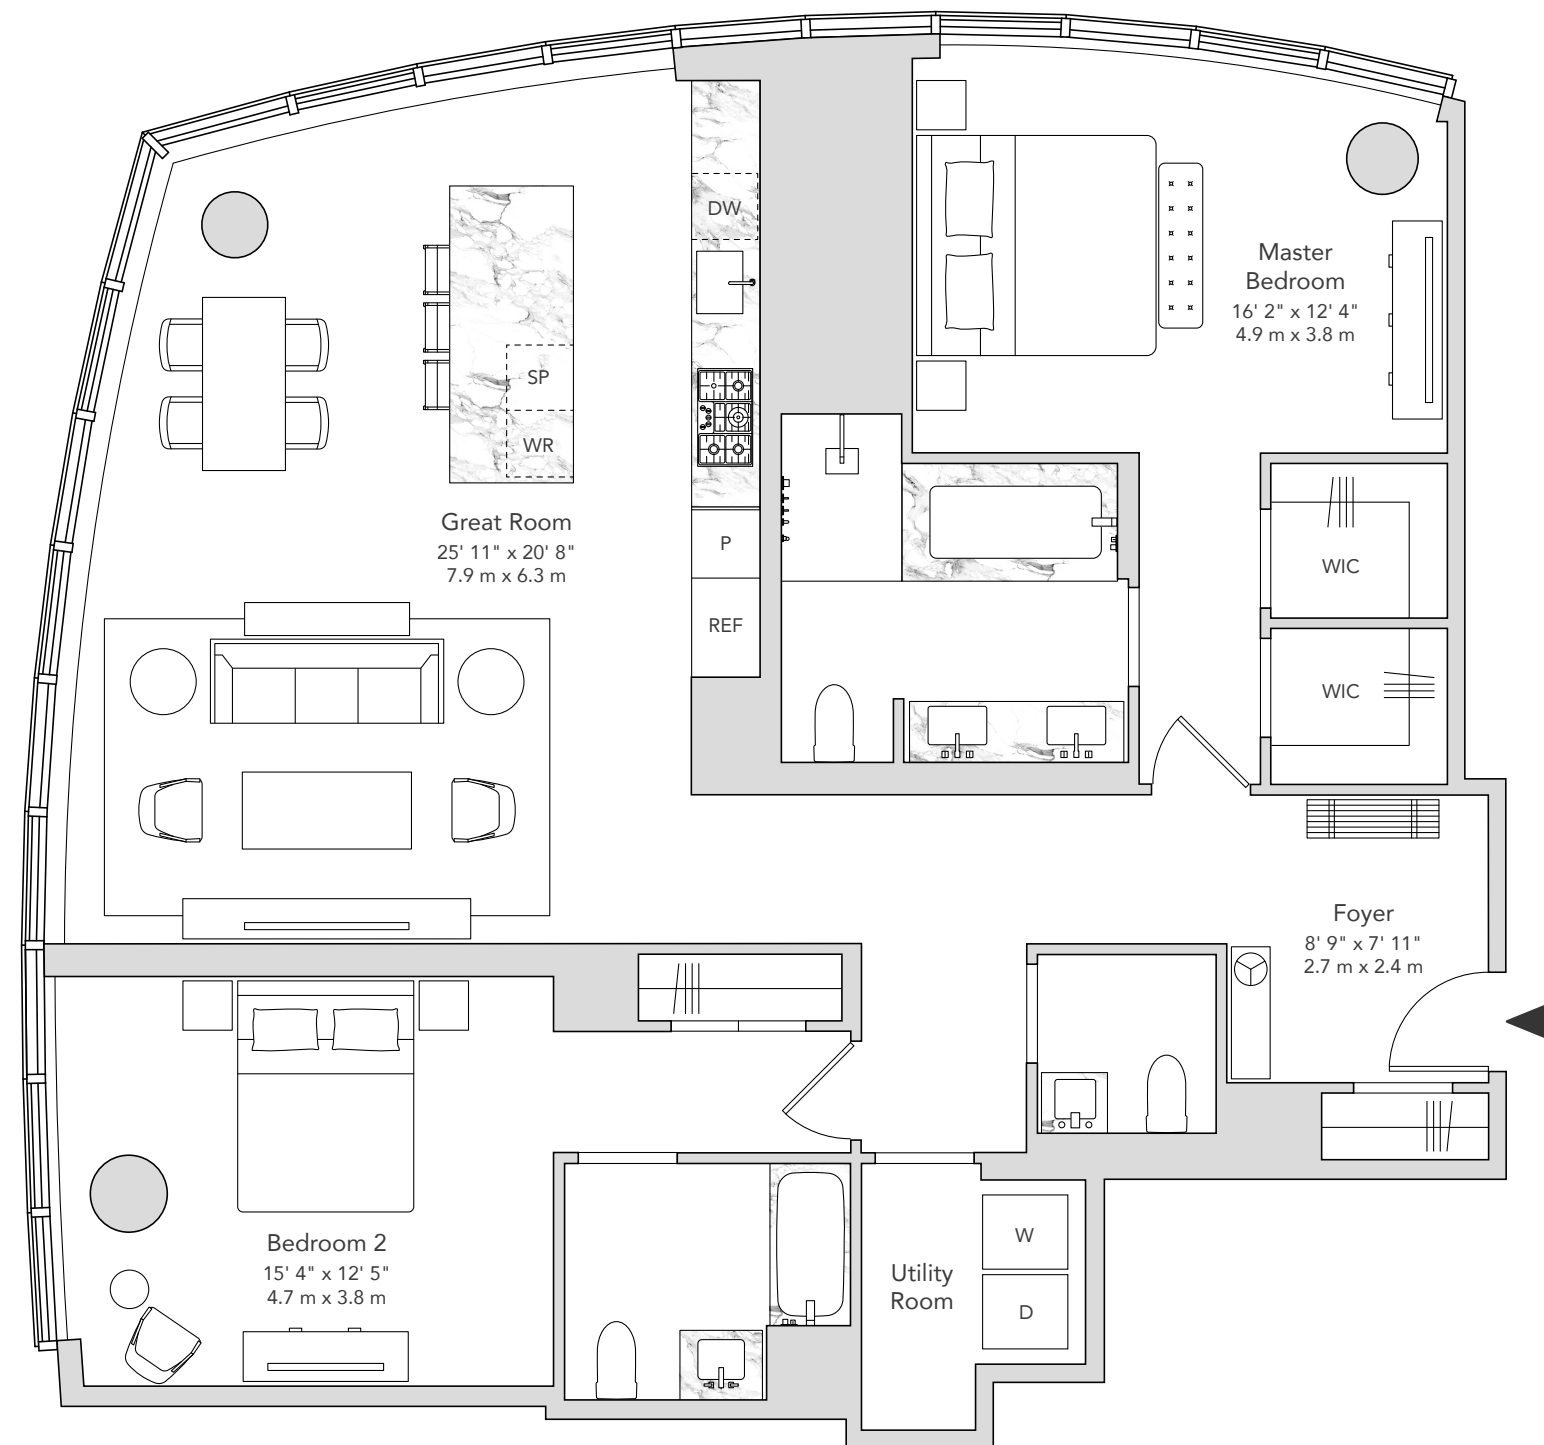 DW
Master
Bedroom
16' 2" x 12' 4"
4.9 m x 3.8 m
SP
WR
Great Room
25' 11" x 20' 8"
7.9 m x 6.3 m
P
REF
WIC
WIC
Foyer
8' 9" x 7' 11"
2.7 m x 2.4 m
Bedroom 2
15' 4" x 12' 5"
4.7 m x 3.8 m
Utility
Room
W
D